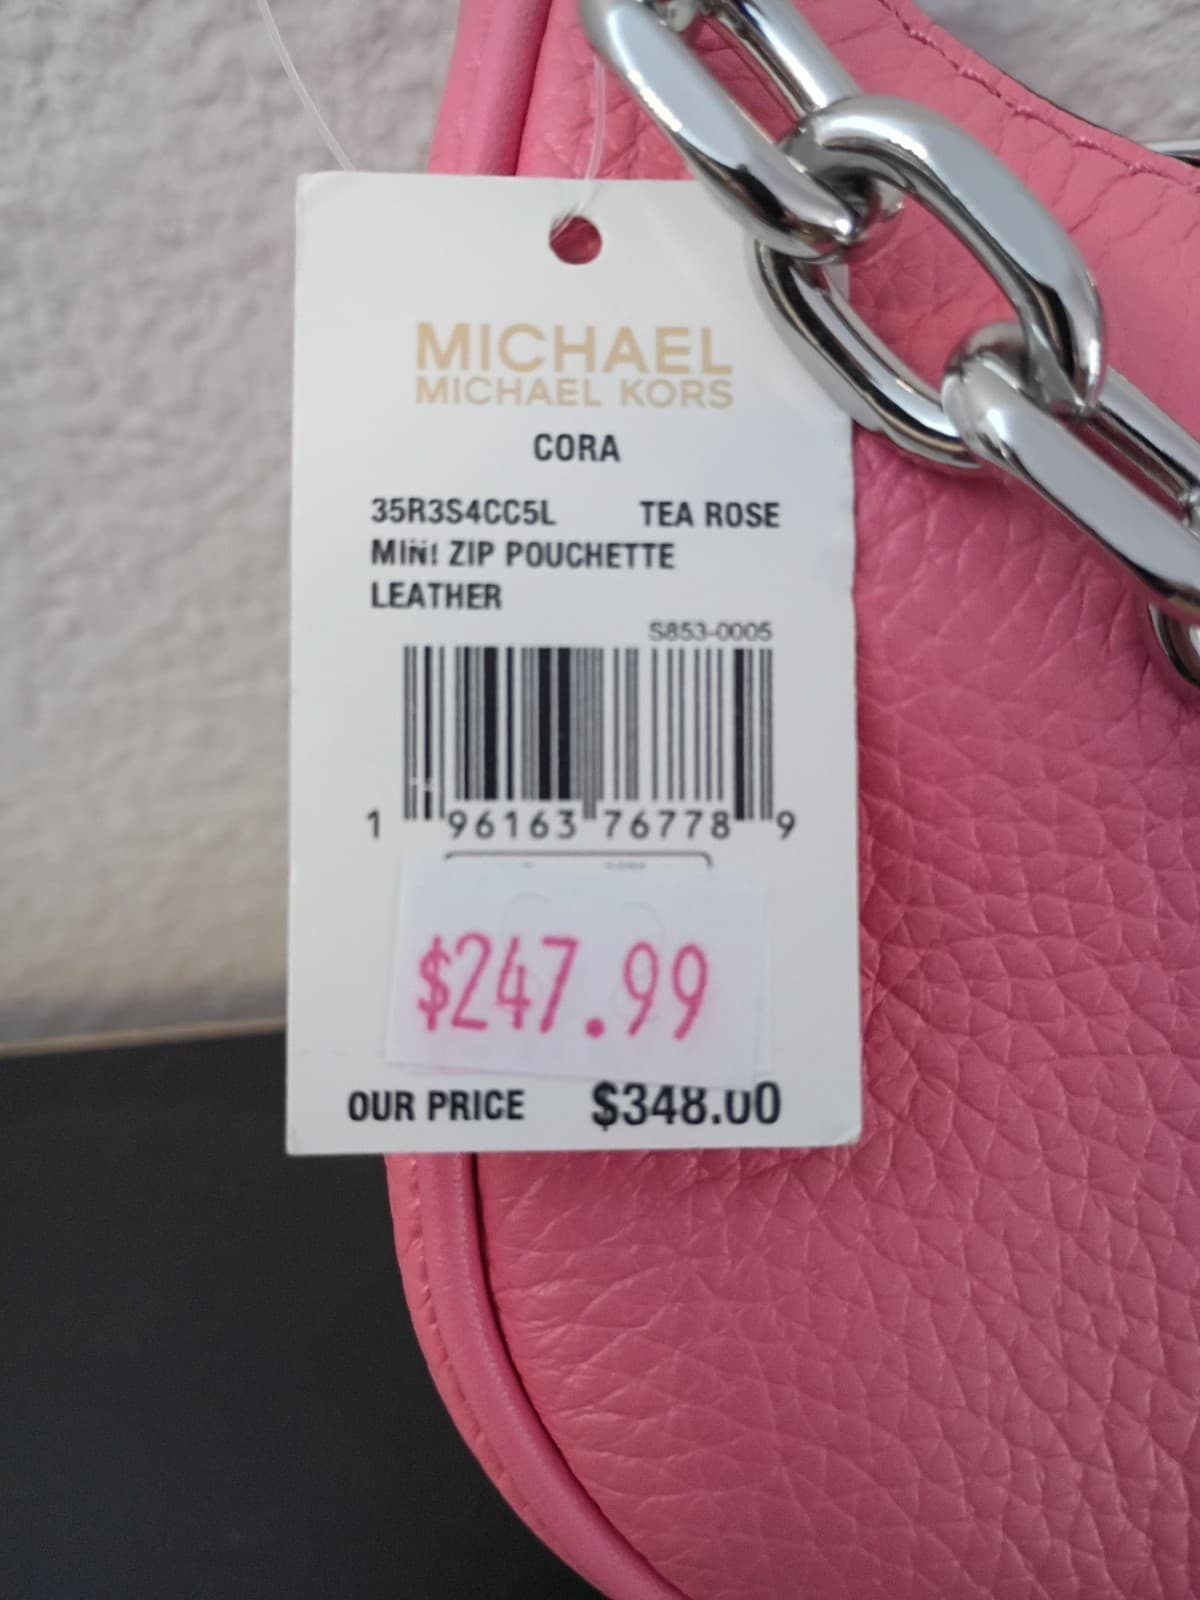 MICHAEL
MICHAEL KORS
CORA
35R3S4CC5L TEA ROSE
MINI ZIP POUCHETTE
LEATHER
S853-0005
1 96163 76778 9
$247.99
OUR PRICE $348.00